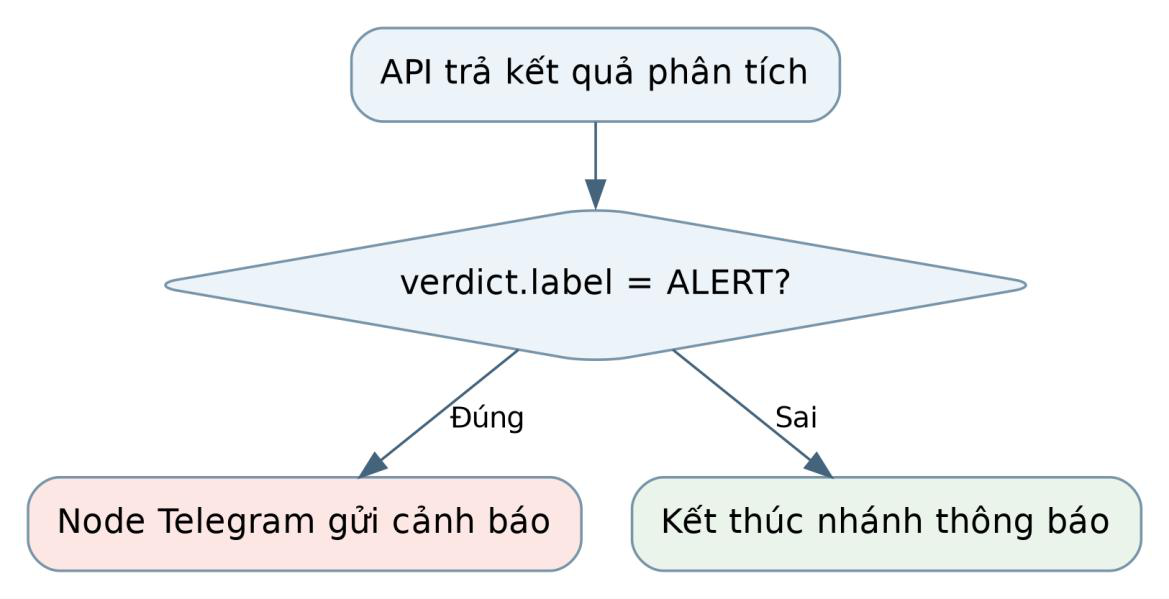 API trả kết quả phân tích
verdict.label = ALERT?
Đúng
Sai
Node Telegram gửi cảnh báo
Kết thúc nhánh thông báo